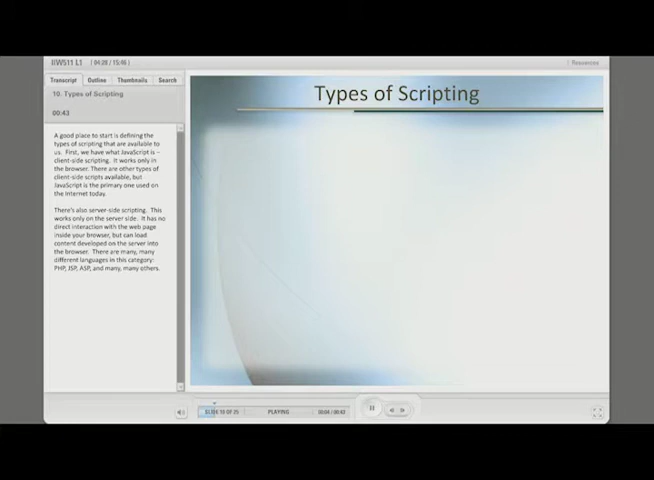 IIW511 L1 | 04:28 / 15:46 |
Resources
Transcript Outline Thumbnails Search
10. Types of Scripting
00:43
Types of Scripting
A good place to start is defining the
types of scripting that are available to
us. First, we have what JavaScript is –
client-side scripting. It works only in
the browser. There are other types of
client-side scripts available, but
JavaScript is the primary one used on
the Internet today.
There's also server-side scripting. This
works only on the server side. It has no
direct interaction with the web page
inside your browser, but can load
content developed on the server into
the browser. There are many, many
different languages in this category:
PHP, JSP, ASP, and many, many others.
SLIDE 10 OF 25 PLAYING 00:04 / 00:43